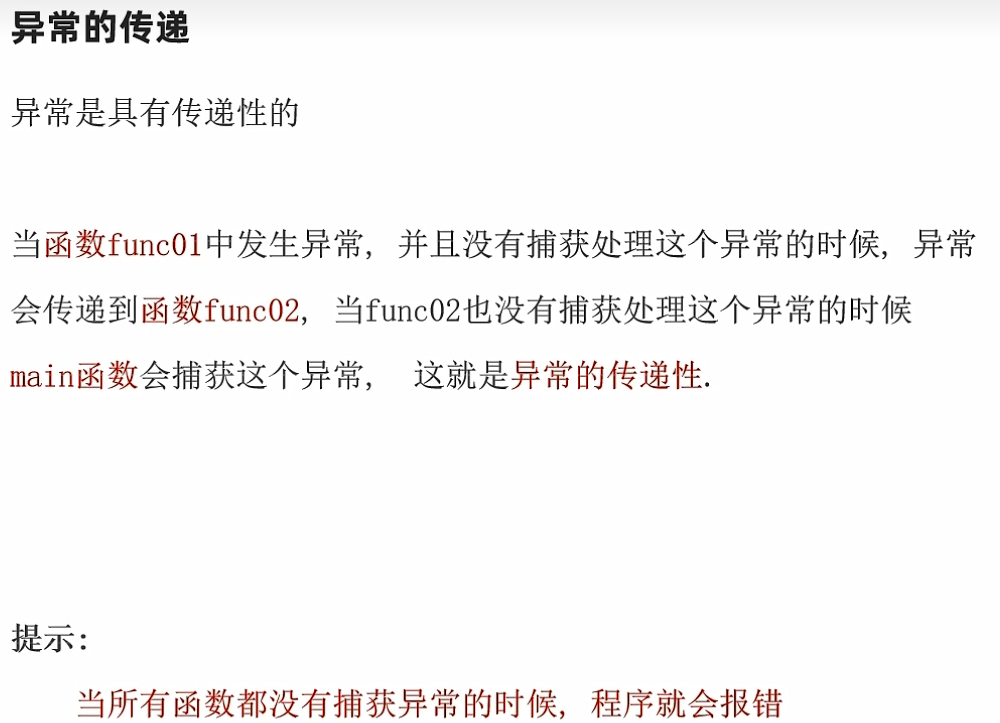 异常的传递
异常是具有传递性的
当函数func01中发生异常, 并且没有捕获处理这个异常的时候, 异常
会传递到函数func02, 当func02也没有捕获处理这个异常的时候
main函数会捕获这个异常, 这就是异常的传递性.
提示:
当所有函数都没有捕获异常的时候, 程序就会报错